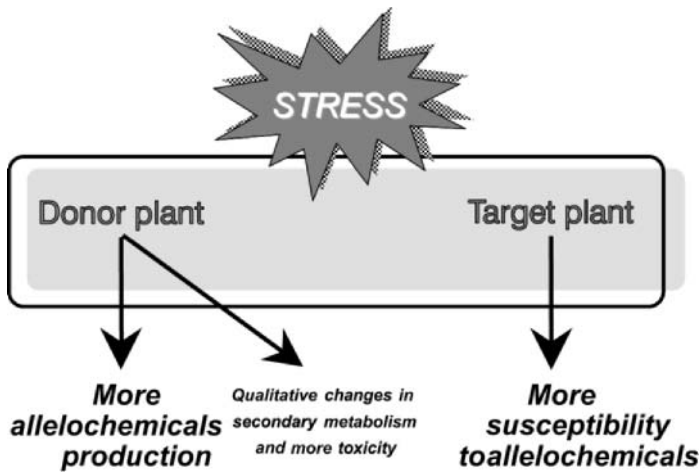 STRESS
Donor plant
Target plant
More
allelochemicals
production
Qualitative changes in
secondary metabolism
and more toxicity
More
susceptibility
toallelochemicals